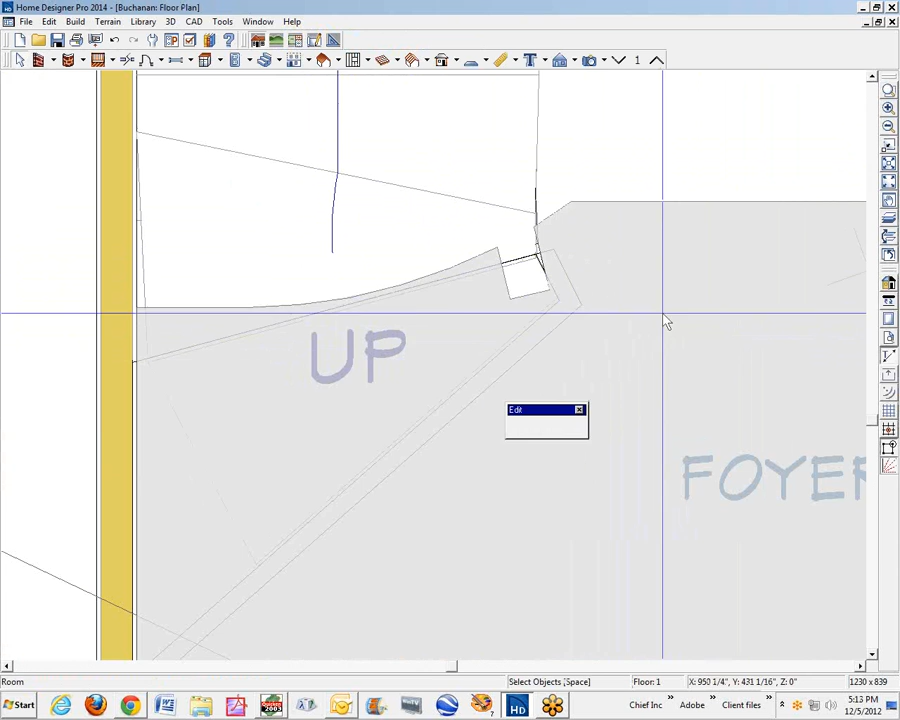 Home Designer Pro 2014 - [Buchanan: Floor Plan]
File Edit Build Terrain Library 3D CAD Tools Window Help
1
UP
Edit
FOYER
Room
Select Objects [Space]
Floor: 1
X: 950 1/4", Y: 431 1/16", Z: 0"
1230 x 839
Start
Chief Inc
Adobe
Client files
5:13 PM
12/5/2012